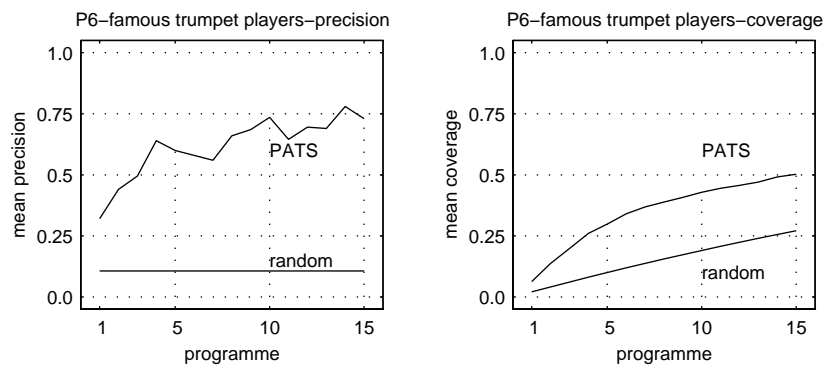 P6−famous trumpet players−precision
1.0
0.75
0.5
0.25
0.0
mean precision
PATS
random
1 5 10 15
programme
P6−famous trumpet players−coverage
1.0
0.75
0.5
0.25
0.0
mean coverage
PATS
random
1 5 10 15
programme